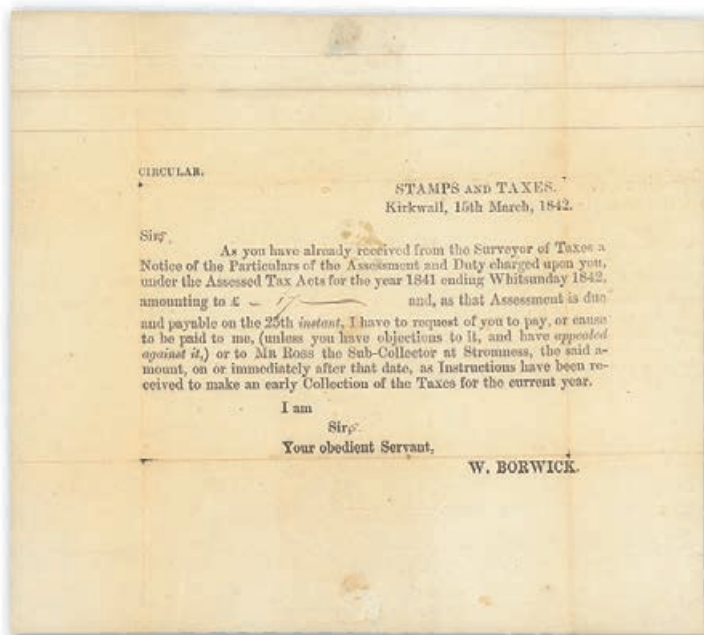 CIRCULAR.
STAMPS AND TAXES.
Kirkwall, 15th March, 1842.
Sirs,
As you have already received from the Surveyor of Taxes a
Notice of the Particulars of the Assessment and Duty charged upon you,
under the Assessed Tax Acts for the year 1841 ending Whitsunday 1842,
amounting to £ - 17 — and, as that Assessment is due
and payable on the 25th instant, I have to request of you to pay, or cause
to be paid to me, (unless you have objections to it, and have appealed
against it,) or to MR ROSS the Sub-Collector at Stromness, the said a-
mount, on or immediately after that date, as Instructions have been re-
ceived to make an early Collection of the Taxes for the current year.
I am
Sirs.
Your obedient Servant,
W. BORWICK.